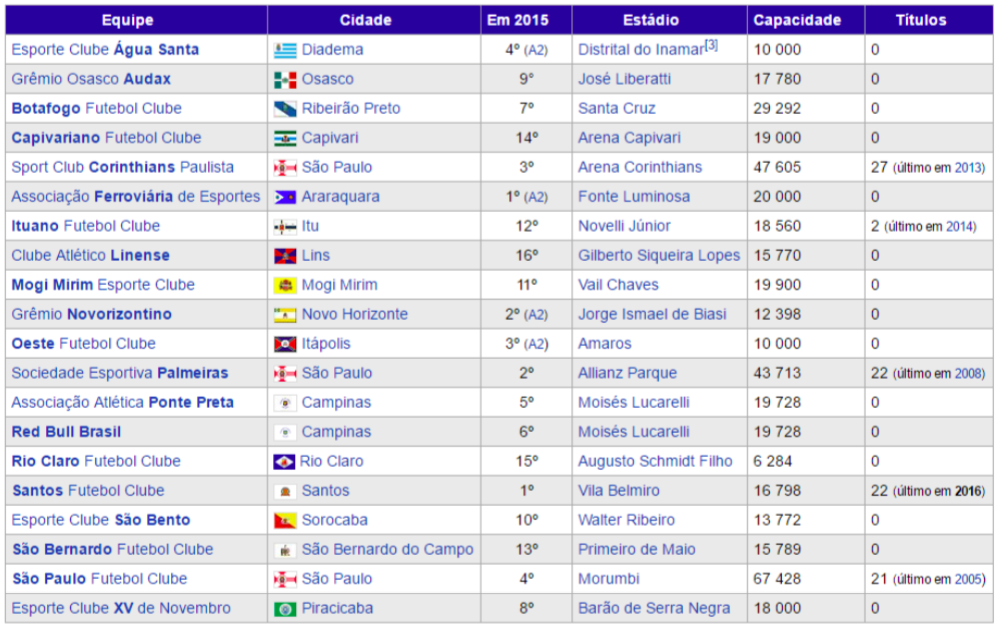 Equipe Cidade Em 2015 Estádio Capacidade Títulos
Esporte Clube Água Santa Diadema 4º (A2) Distrital do Inamar[3] 10 000 0
Grêmio Osasco Audax Osasco 9° José Liberatti 17 780 0
Botafogo Futebol Clube Ribeirão Preto 7º Santa Cruz 29 292 0
Capivariano Futebol Clube Capivari 14º Arena Capivari 19 000 0
Sport Club Corinthians Paulista São Paulo 3º Arena Corinthians 47 605 27 (último em 2013)
Associação Ferroviária de Esportes Araraquara 1º (A2) Fonte Luminosa 20 000 0
Ituano Futebol Clube Itu 12º Novelli Júnior 18 560 2 (último em 2014)
Clube Atlético Linense Lins 16º Gilberto Siqueira Lopes 15 770 0
Mogi Mirim Esporte Clube Mogi Mirim 11º Vail Chaves 19 900 0
Grêmio Novorizontino Novo Horizonte 2º (A2) Jorge Ismael de Biasi 12 398 0
Oeste Futebol Clube Itápolis 3º (A2) Amaros 10 000 0
Sociedade Esportiva Palmeiras São Paulo 2º Allianz Parque 43 713 22 (último em 2008)
Associação Atlética Ponte Preta Campinas 5º Moisés Lucarelli 19 728 0
Red Bull Brasil Campinas 6º Moisés Lucarelli 19 728 0
Rio Claro Futebol Clube Rio Claro 15º Augusto Schmidt Filho 6 284 0
Santos Futebol Clube Santos 1º Vila Belmiro 16 798 22 (último em 2016)
Esporte Clube São Bento Sorocaba 10º Walter Ribeiro 13 772 0
São Bernardo Futebol Clube São Bernardo do Campo 13º Primeiro de Maio 15 789 0
São Paulo Futebol Clube São Paulo 4º Morumbi 67 428 21 (último em 2005)
Esporte Clube XV de Novembro Piracicaba 8º Barão de Serra Negra 18 000 0